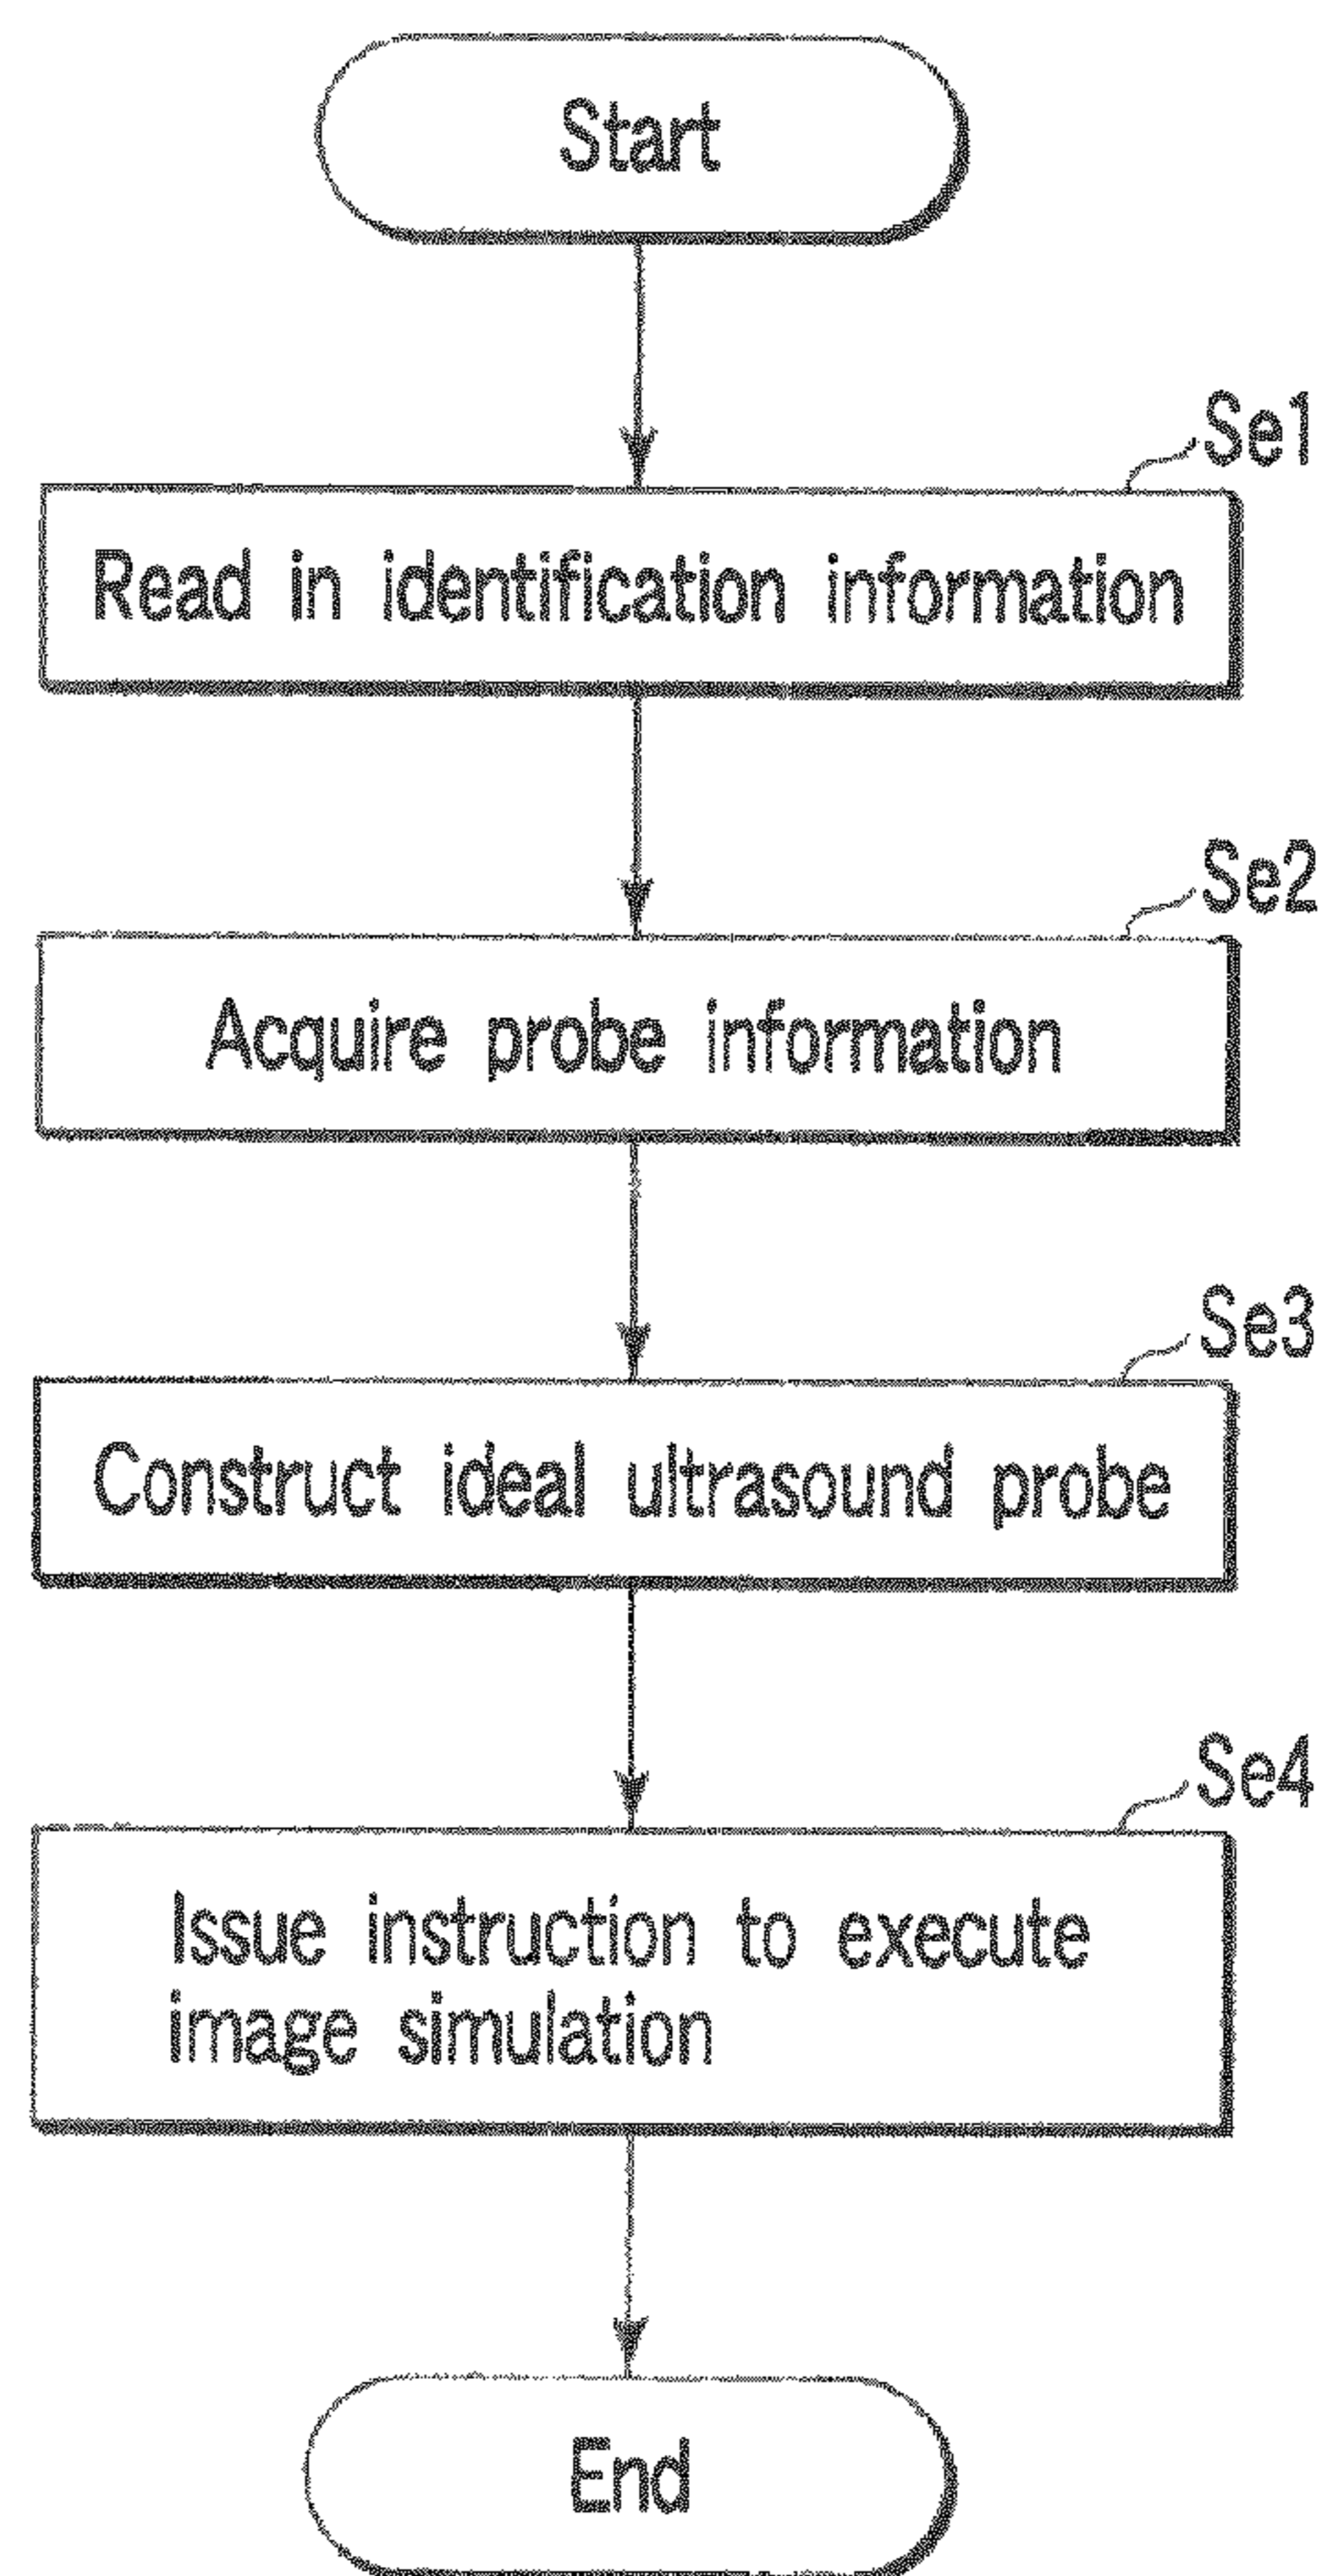 Start
Se1
Read in identification information
Se2
Acquire probe information
Se3
Construct ideal ultrasound probe
Se4
Issue instruction to execute
image simulation
End